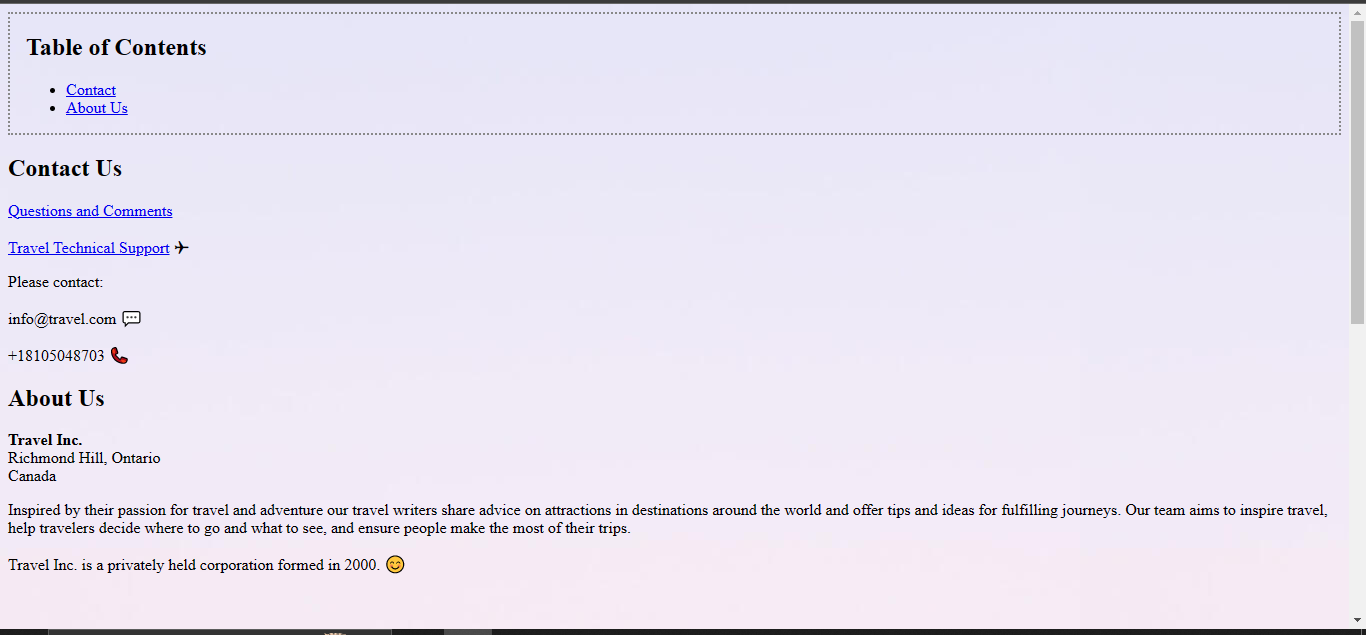 Table of Contents
Contact
About Us
Contact Us
Questions and Comments
Travel Technical Support ✈
Please contact:
info@travel.com 💬
+18105048703 📞
About Us
Travel Inc.
Richmond Hill, Ontario
Canada
Inspired by their passion for travel and adventure our travel writers share advice on attractions in destinations around the world and offer tips and ideas for fulfilling journeys. Our team aims to inspire travel,
help travelers decide where to go and what to see, and ensure people make the most of their trips.
Travel Inc. is a privately held corporation formed in 2000. 😊